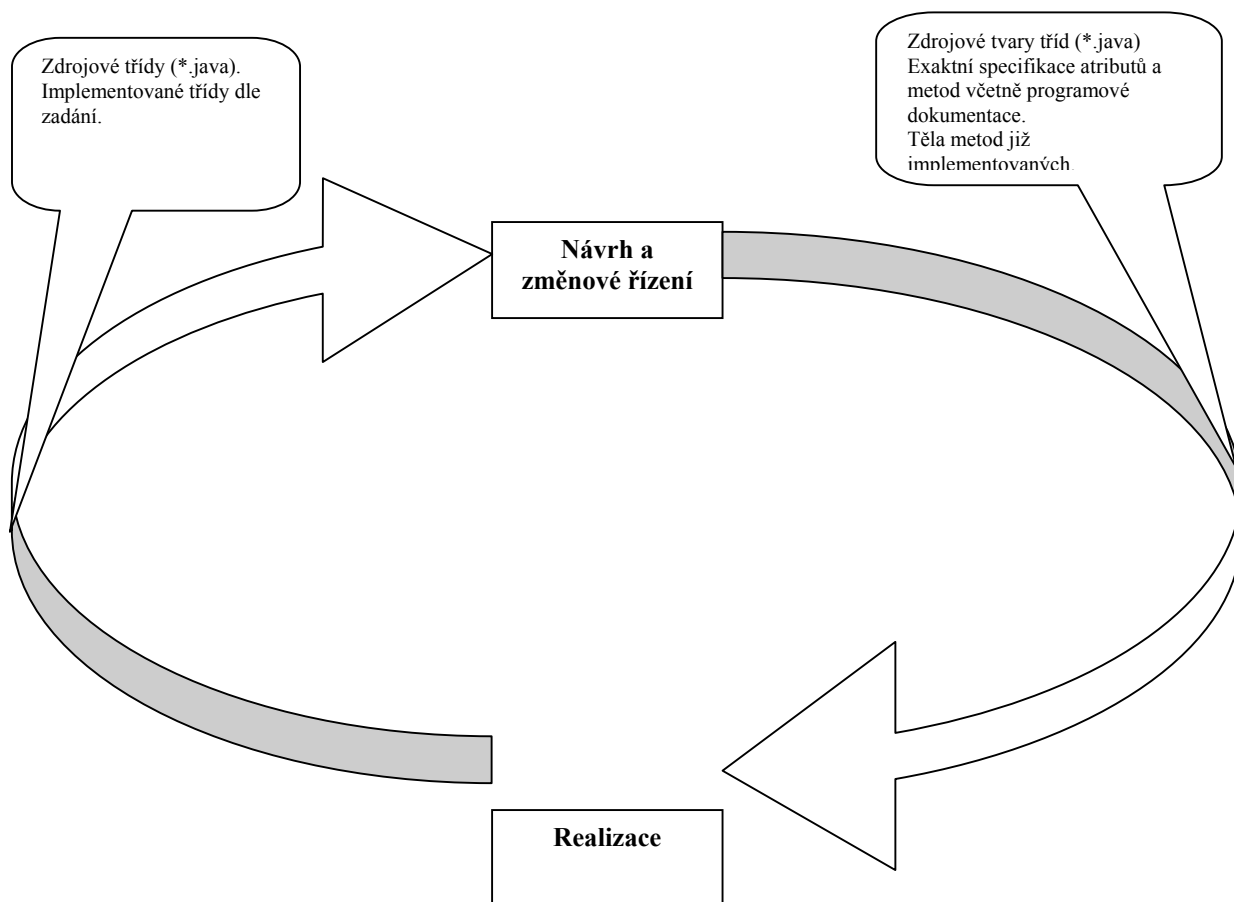 Zdrojové třídy (*.java).
Implementované třídy dle
zadání.
Zdrojové tvary tříd (*.java)
Exaktní specifikace atributů a
metod včetně programové
dokumentace.
Těla metod již
implementovaných.
Návrh a
změnové řízení
Realizace